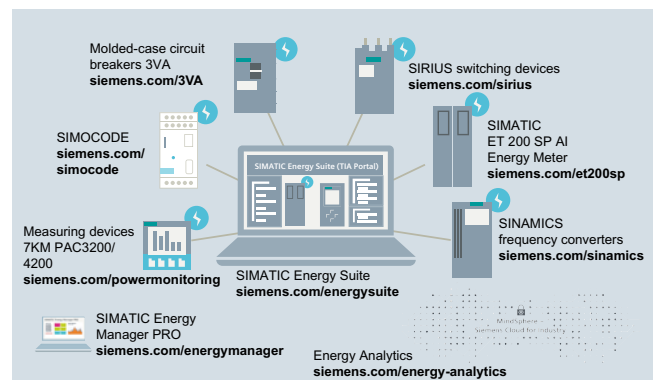 Molded-case circuit
breakers 3VA
siemens.com/3VA
SIRIUS switching devices
siemens.com/sirius
SIMOCODE
siemens.com/
simocode
SIMATIC
ET 200 SP AI
Energy Meter
siemens.com/et200sp
SIMATIC Energy Suite (TIA Portal)
Measuring devices
7KM PAC3200/
4200
siemens.com/powermonitoring
SINAMICS
frequency converters
siemens.com/sinamics
SIMATIC Energy Suite
siemens.com/energysuite
SIMATIC Energy
Manager PRO
siemens.com/energymanager
MindSphere –
Siemens Cloud for Industry
Energy Analytics
siemens.com/energy-analytics